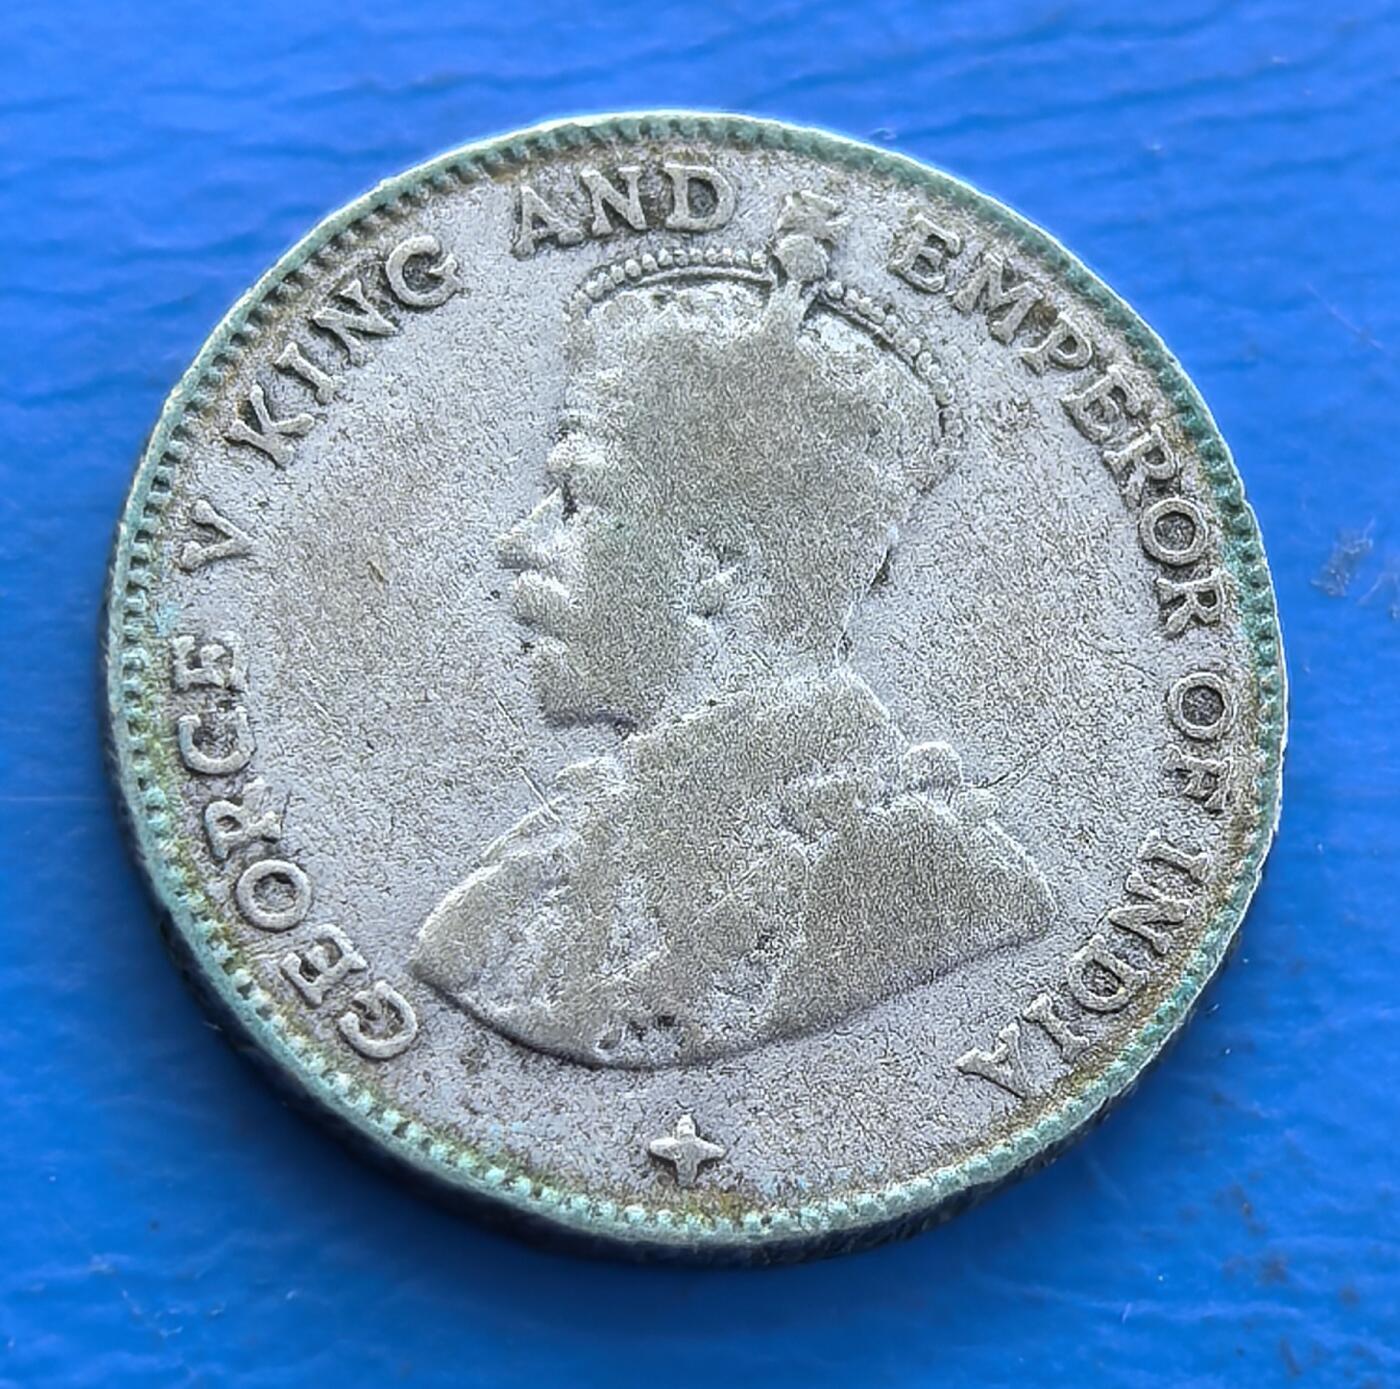 GEORGE V KING AND EMPEROR OF INDIA